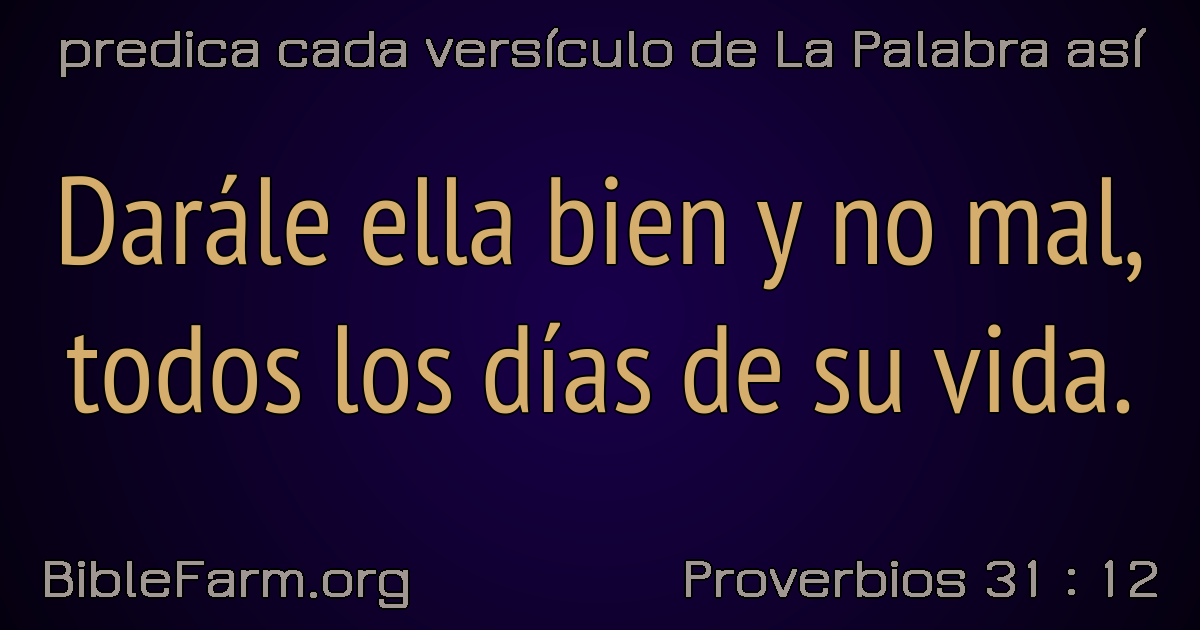 predica cada versículo de La Palabra así
Darále ella bien y no mal,
todos los días de su vida.
BibleFarm.org
Proverbios 31 : 12